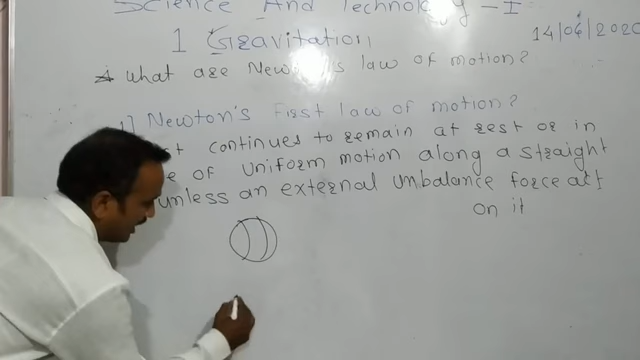 Science And Technology - I
14/06/2020
1 Gravitation
what are Newton's law of motion?
1] Newton's First law of motion?
continues to remain at rest or in
of uniform motion along a straight
unless an external unbalance force act
on it